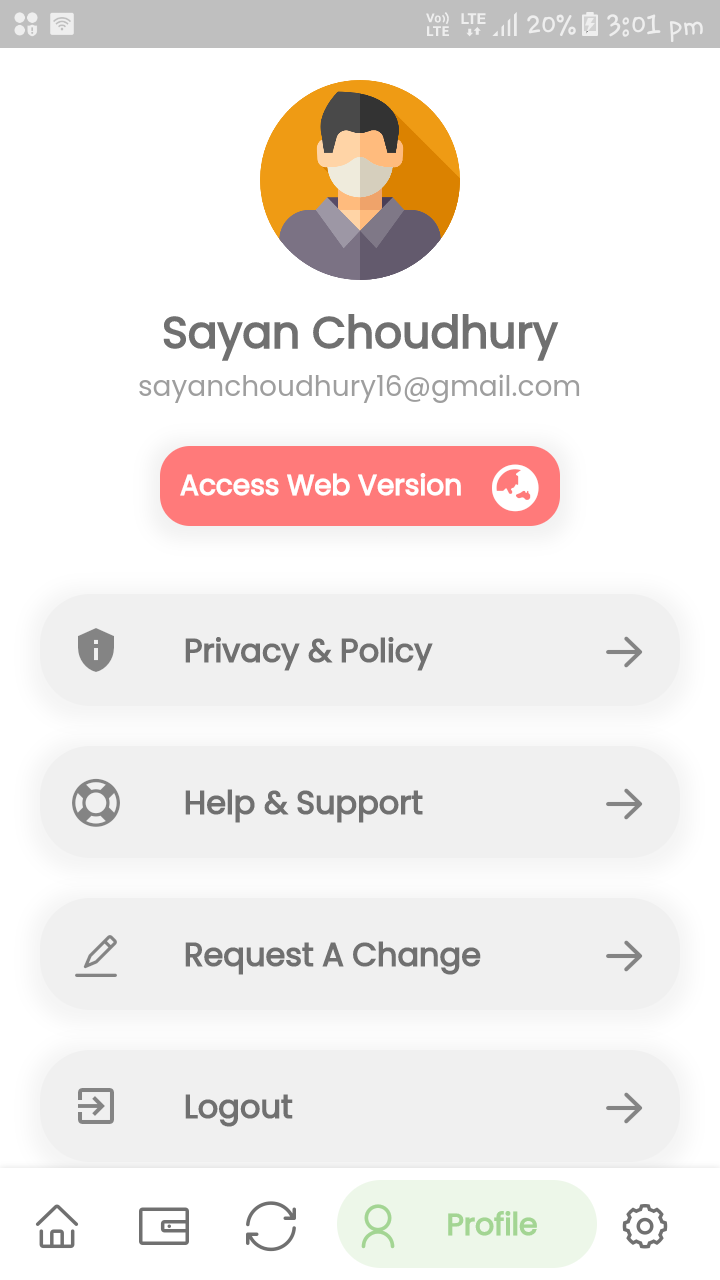 Vo)) LTE LTE 20% 3:01 pm
Sayan Choudhury
sayanchoudhury16@gmail.com
Access Web Version
Privacy & Policy
Help & Support
Request A Change
Logout
Profile